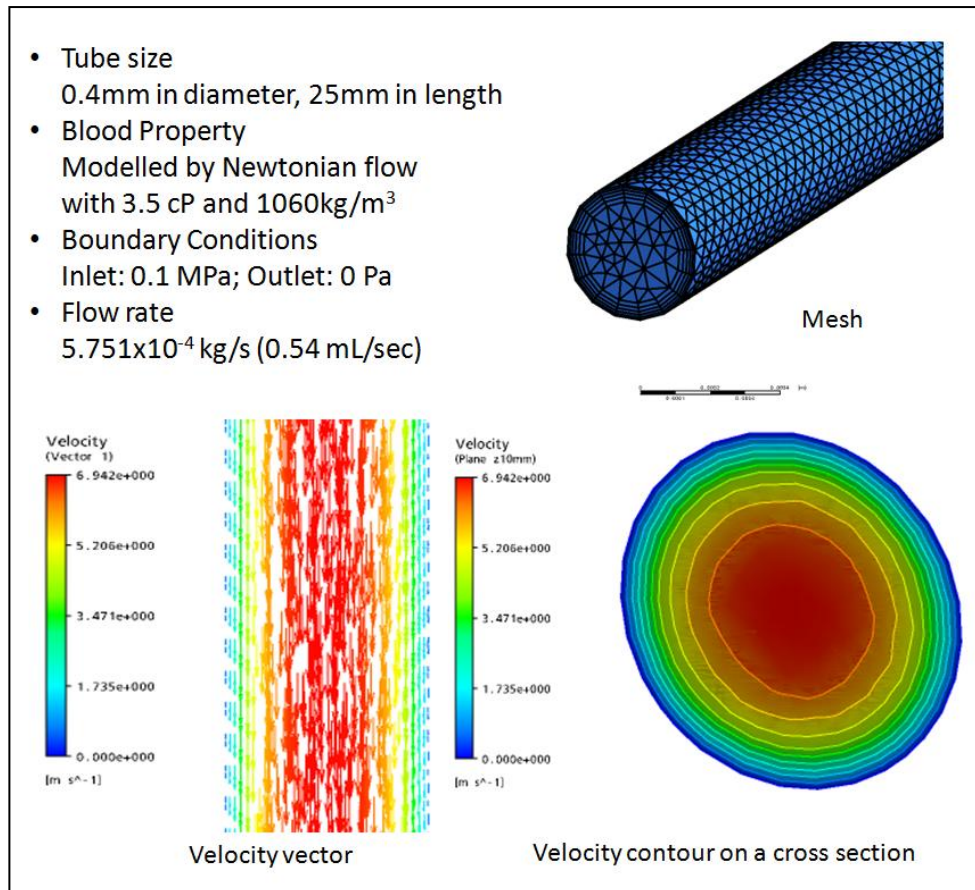 • Tube size
0.4mm in diameter, 25mm in length
• Blood Property
Modelled by Newtonian flow
with 3.5 cP and 1060kg/m³
• Boundary Conditions
Inlet: 0.1 MPa; Outlet: 0 Pa
• Flow rate
5.751x10⁻⁴ kg/s (0.54 mL/sec)
Mesh
Velocity
(Vector 1)
6.942e+000
5.206e+000
3.471e+000
1.735e+000
0.000e+000
[m s^-1]
Velocity vector
Velocity
(Plane z10mm)
6.942e+000
5.206e+000
3.471e+000
1.735e+000
0.000e+000
[m s^-1]
Velocity contour on a cross section